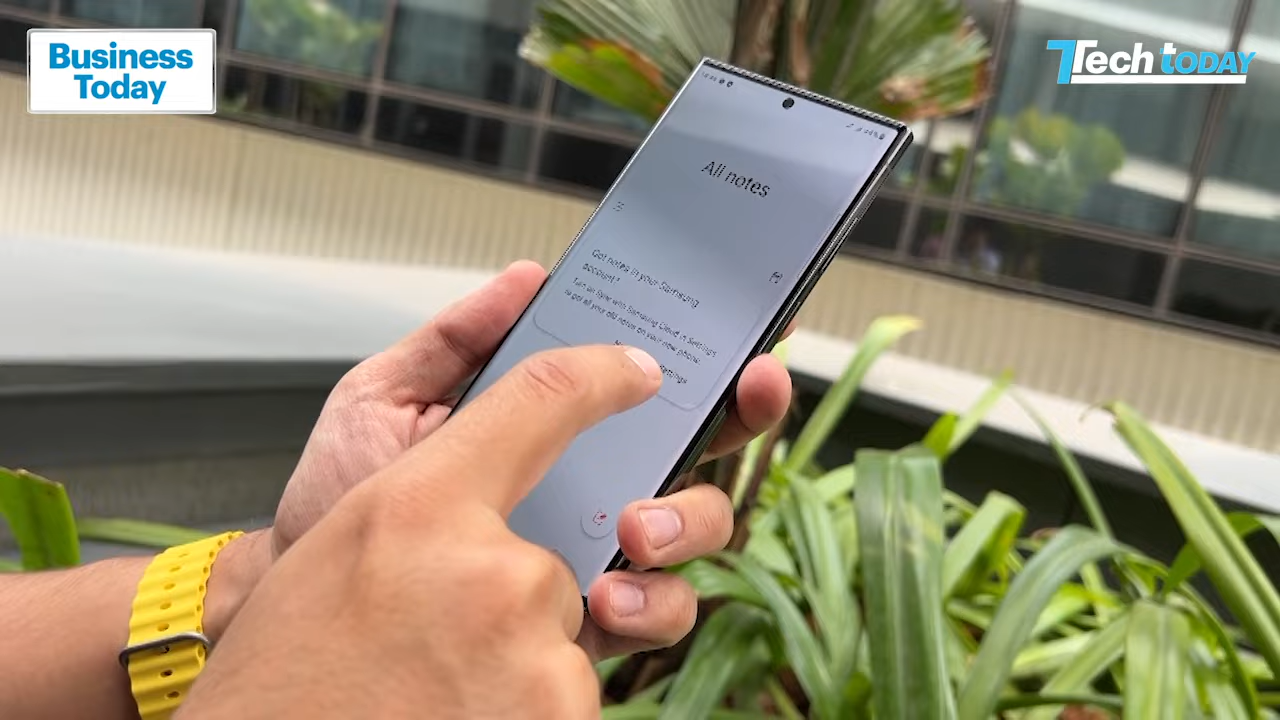 Business
Today
Tech today
All notes
Got notes in your Samsung
account?
Turn on Sync with Samsung Cloud in Settings
to get all your old notes on your new phone.
Settings